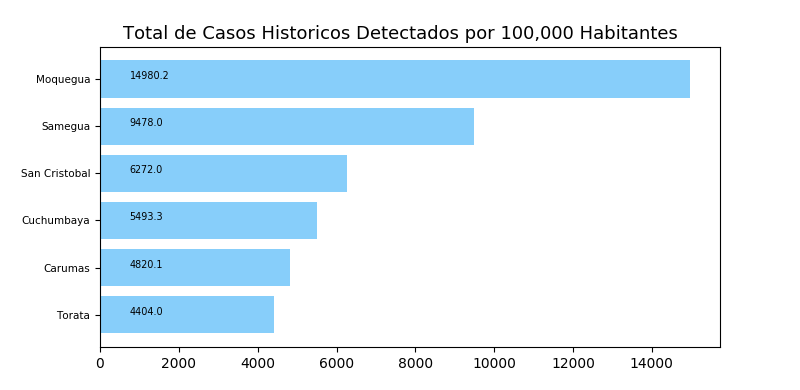 Total de Casos Historicos Detectados por 100,000 Habitantes
Moquegua 14980.2
Samegua 9478.0
San Cristobal 6272.0
Cuchumbaya 5493.3
Carumas 4820.1
Torata 4404.0
0 2000 4000 6000 8000 10000 12000 14000